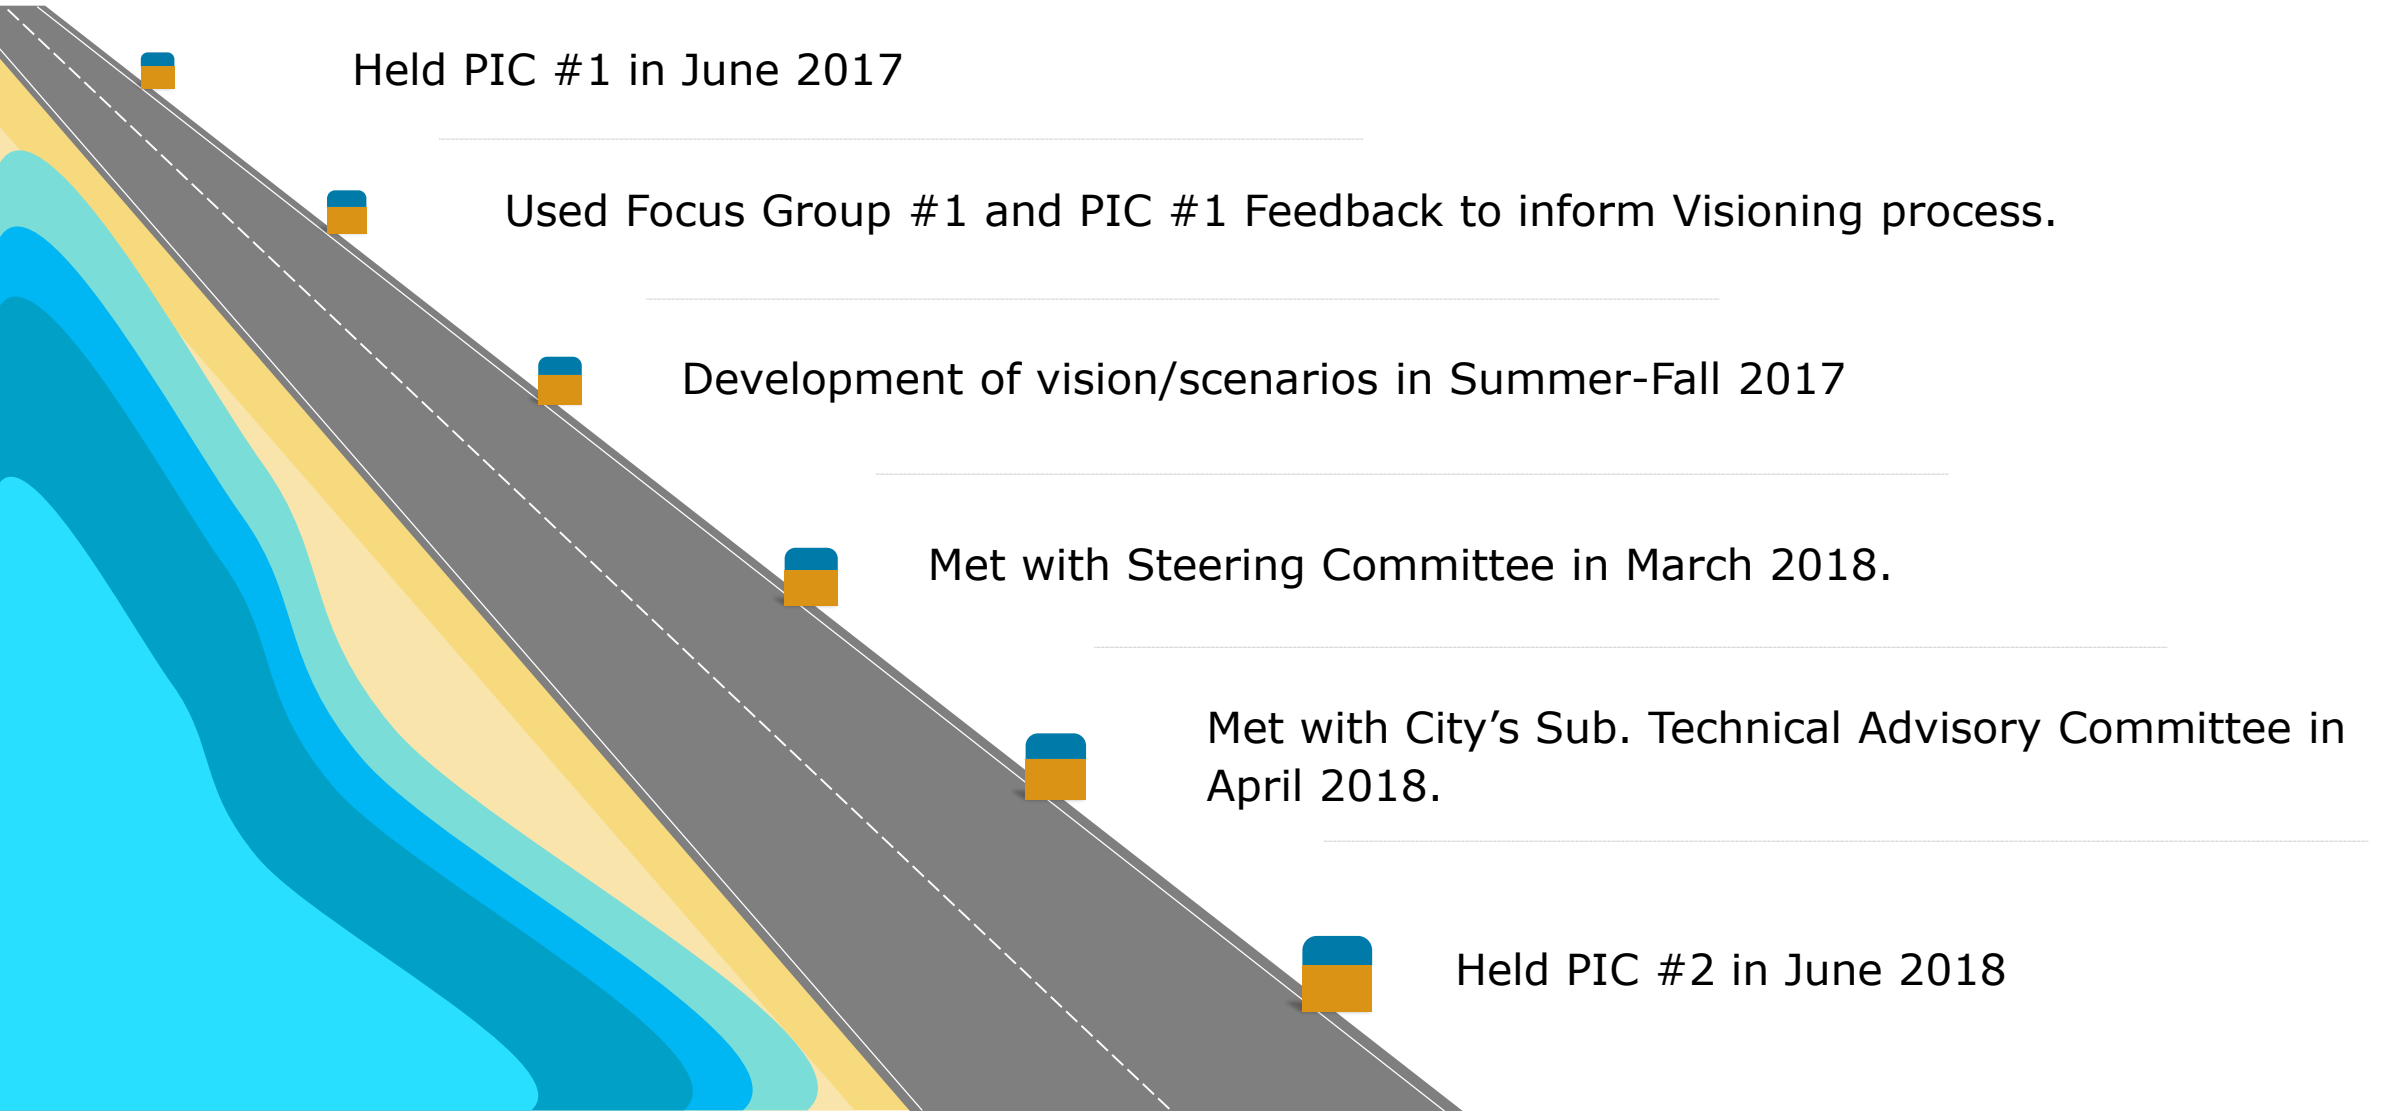 Held PIC #1 in June 2017
Used Focus Group #1 and PIC #1 Feedback to inform Visioning process.
Development of vision/scenarios in Summer-Fall 2017
Met with Steering Committee in March 2018.
Met with City’s Sub. Technical Advisory Committee in
April 2018.
Held PIC #2 in June 2018